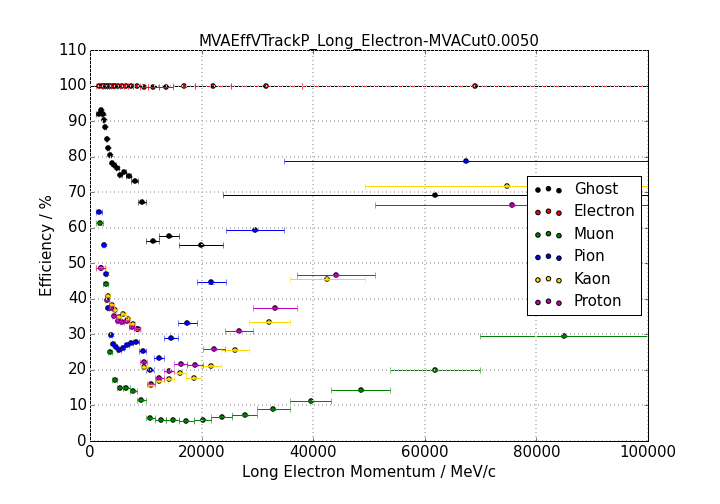 MVAEffVTrackP_Long_Electron-MVACut0.0050
110
100
90
80
70
60
50
40
30
20
10
0
Efficiency / %
Ghost
Electron
Muon
Pion
Kaon
Proton
0 20000 40000 60000 80000 100000
Long Electron Momentum / MeV/c